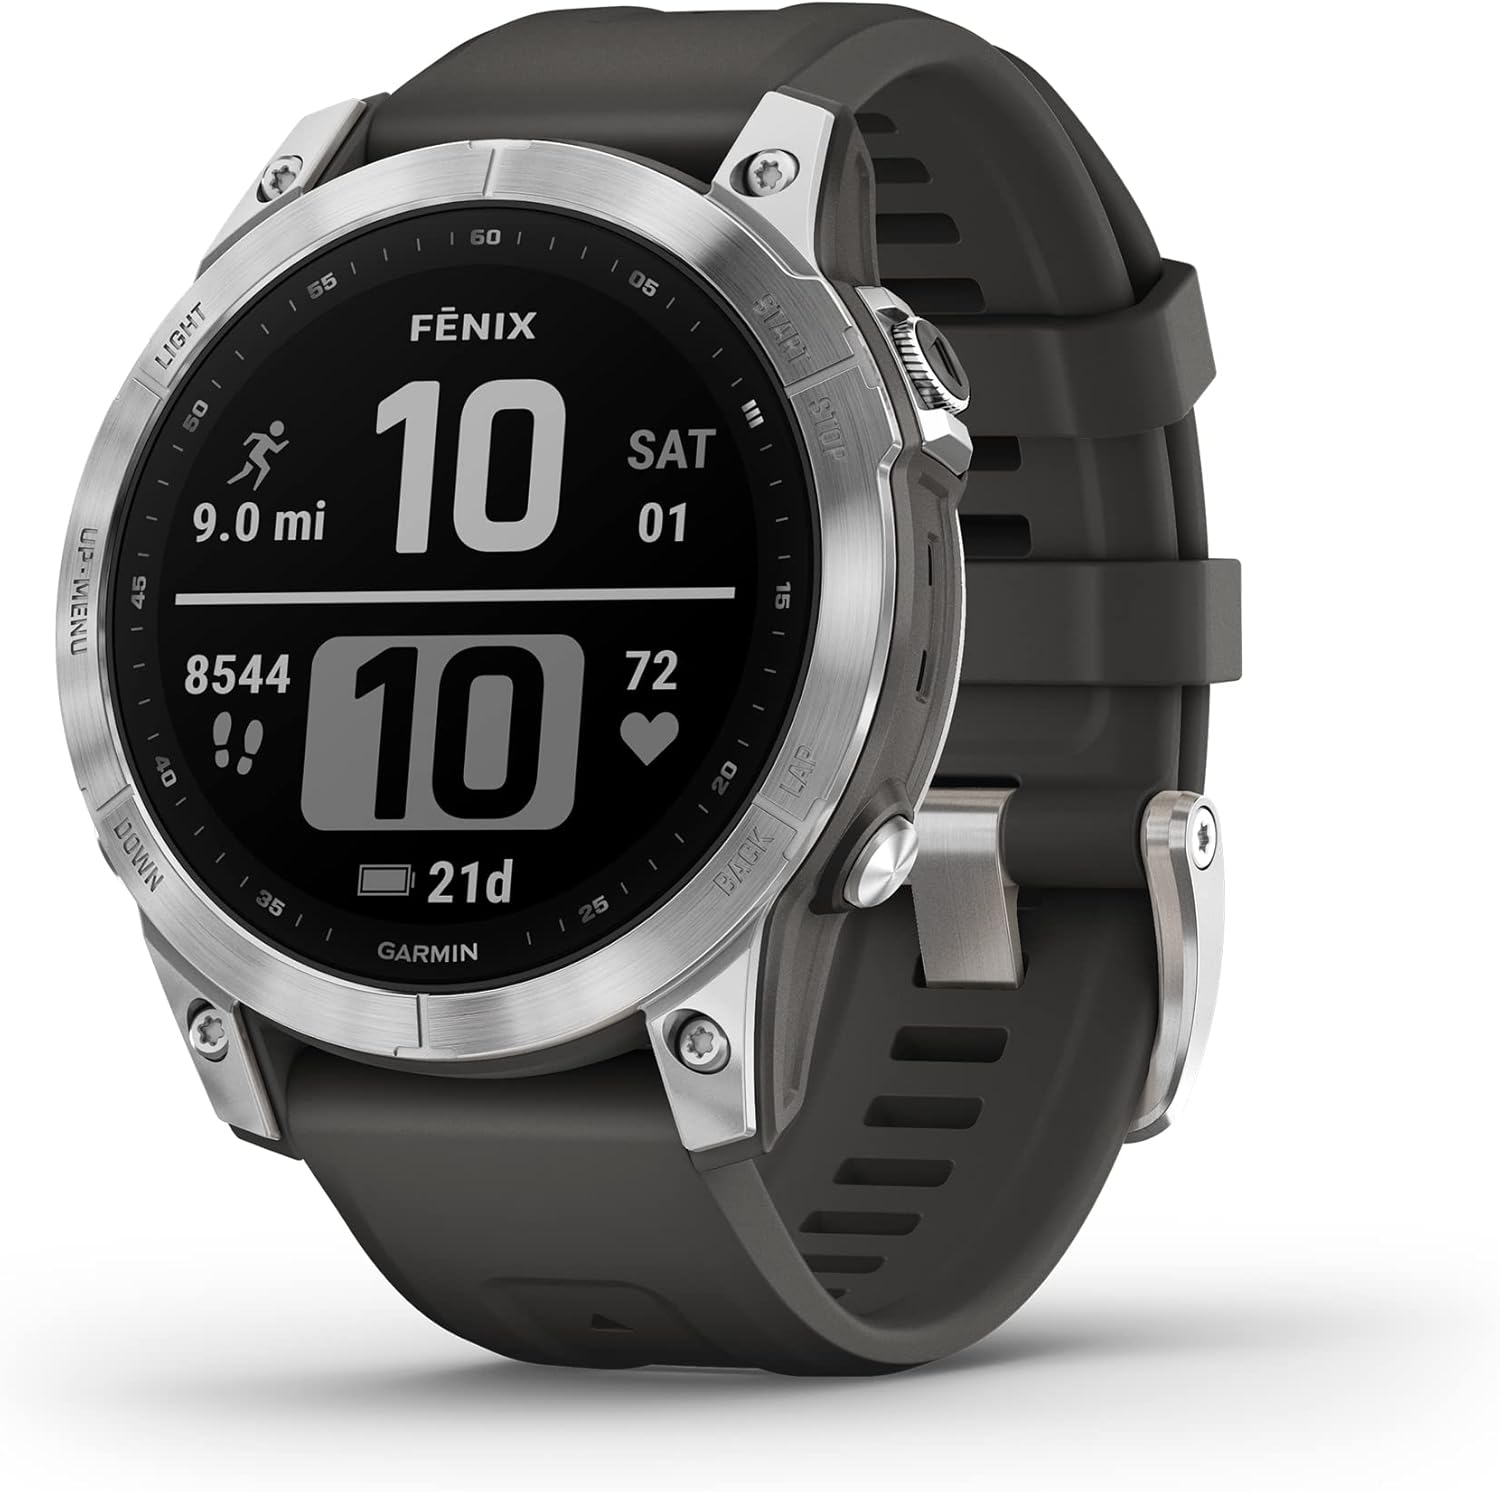 60
55
05
50
45
15
40
20
35
25
FĒNIX
10
SAT
9.0 mi
01
8544
10
72
21d
GARMIN
LIGHT
UP·MENU
DOWN
START
STOP
LAP
BACK